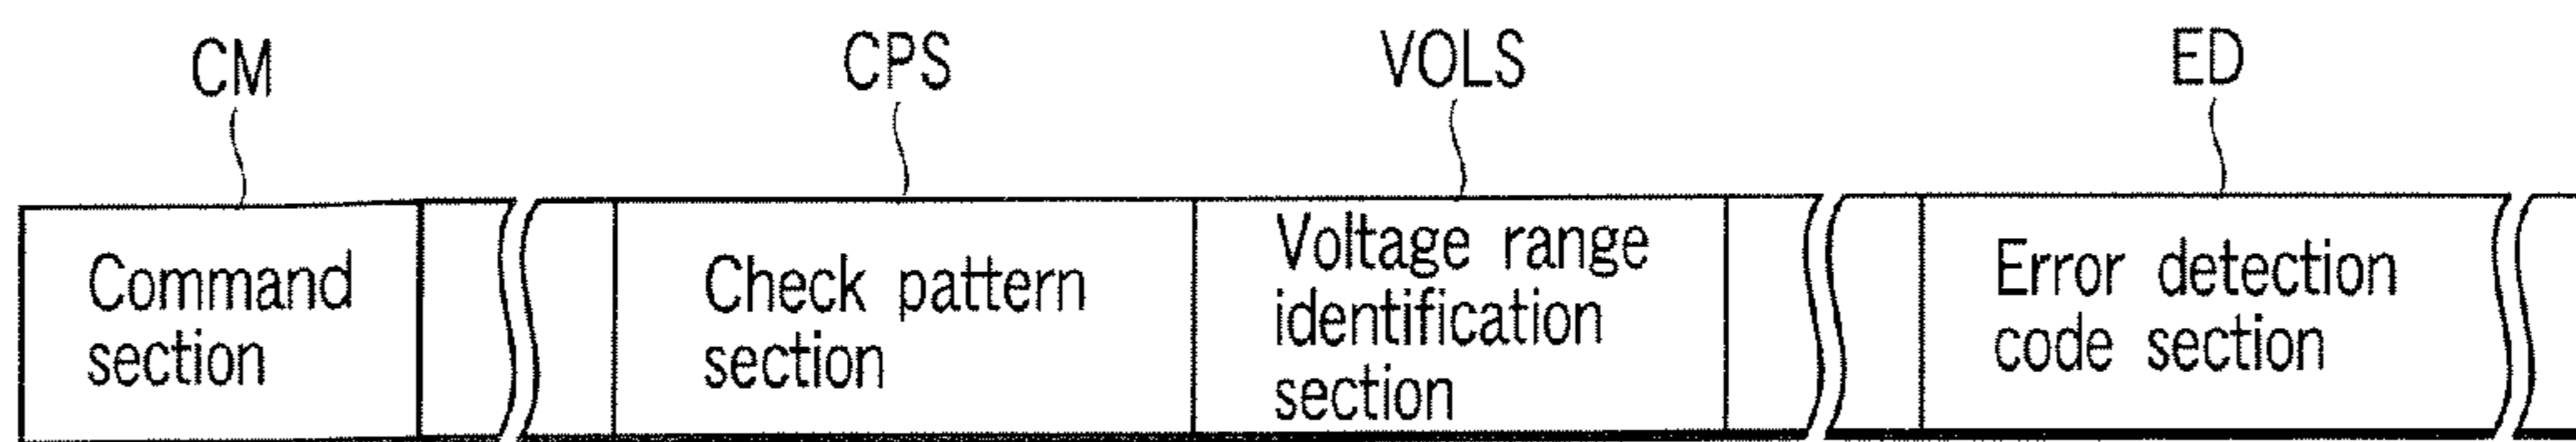 CM CPS VOLS ED
Command
section
Check pattern
section
Voltage range
identification
section
Error detection
code section